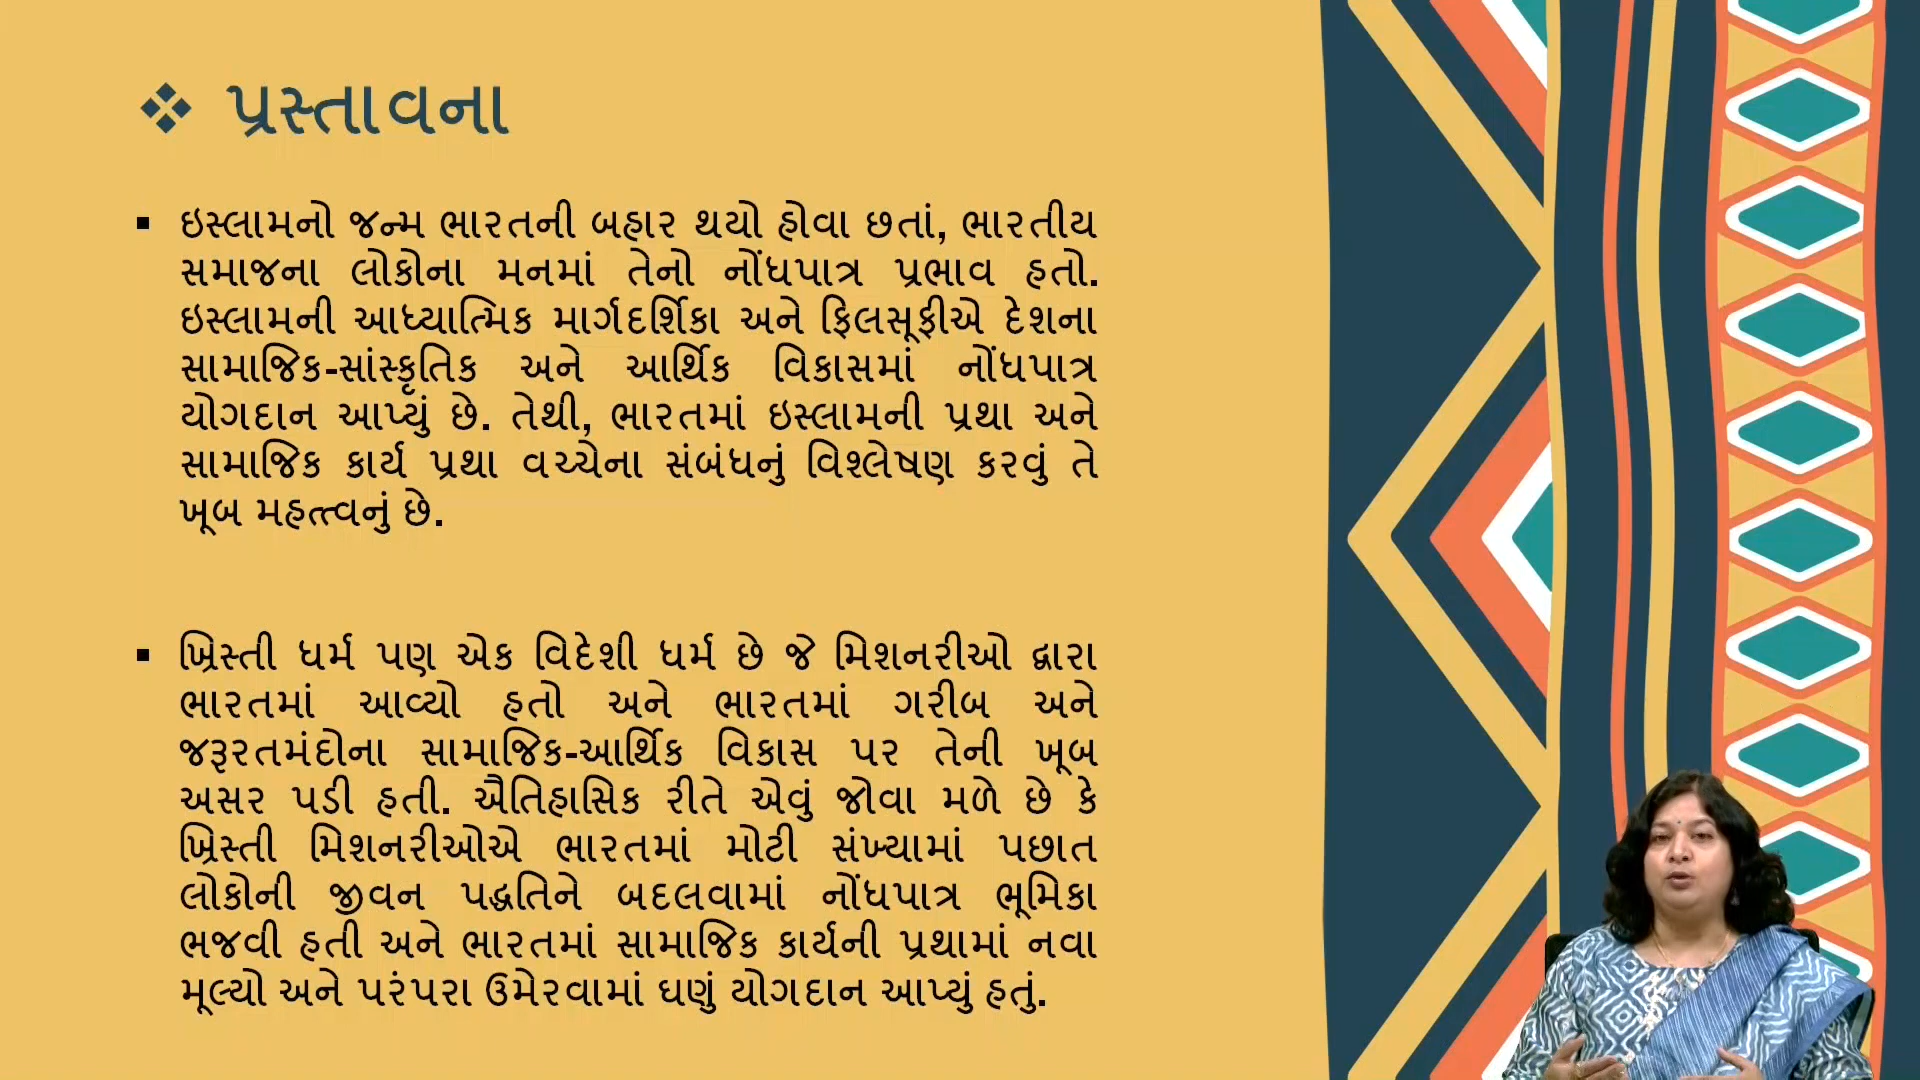 ❖ પ્રસ્તાવના
▪ ઇસ્લામનો જન્મ ભારતની બહાર થયો હોવા છતાં, ભારતીય
સમાજના લોકોના મનમાં તેનો નોંધપાત્ર પ્રભાવ હતો.
ઇસ્લામની આધ્યાત્મિક માર્ગદર્શિકા અને ફિલસૂફીએ દેશના
સામાજિક-સાંસ્કૃતિક અને આર્થિક વિકાસમાં નોંધપાત્ર
યોગદાન આપ્યું છે. તેથી, ભારતમાં ઇસ્લામની પ્રથા અને
સામાજિક કાર્ય પ્રથા વચ્ચેના સંબંધનું વિશ્લેષણ કરવું તે
ખૂબ મહત્ત્વનું છે.
▪ ખ્રિસ્તી ધર્મ પણ એક વિદેશી ધર્મ છે જે મિશનરીઓ દ્વારા
ભારતમાં આવ્યો હતો અને ભારતમાં ગરીબ અને
જરૂરતમંદોના સામાજિક-આર્થિક વિકાસ પર તેની ખૂબ
અસર પડી હતી. ઐતિહાસિક રીતે એવું જોવા મળે છે કે
ખ્રિસ્તી મિશનરીઓએ ભારતમાં મોટી સંખ્યામાં પછાત
લોકોની જીવન પદ્ધતિને બદલવામાં નોંધપાત્ર ભૂમિકા
ભજવી હતી અને ભારતમાં સામાજિક કાર્યની પ્રથામાં નવા
મૂલ્યો અને પરંપરા ઉમેરવામાં ઘણું યોગદાન આપ્યું હતું.